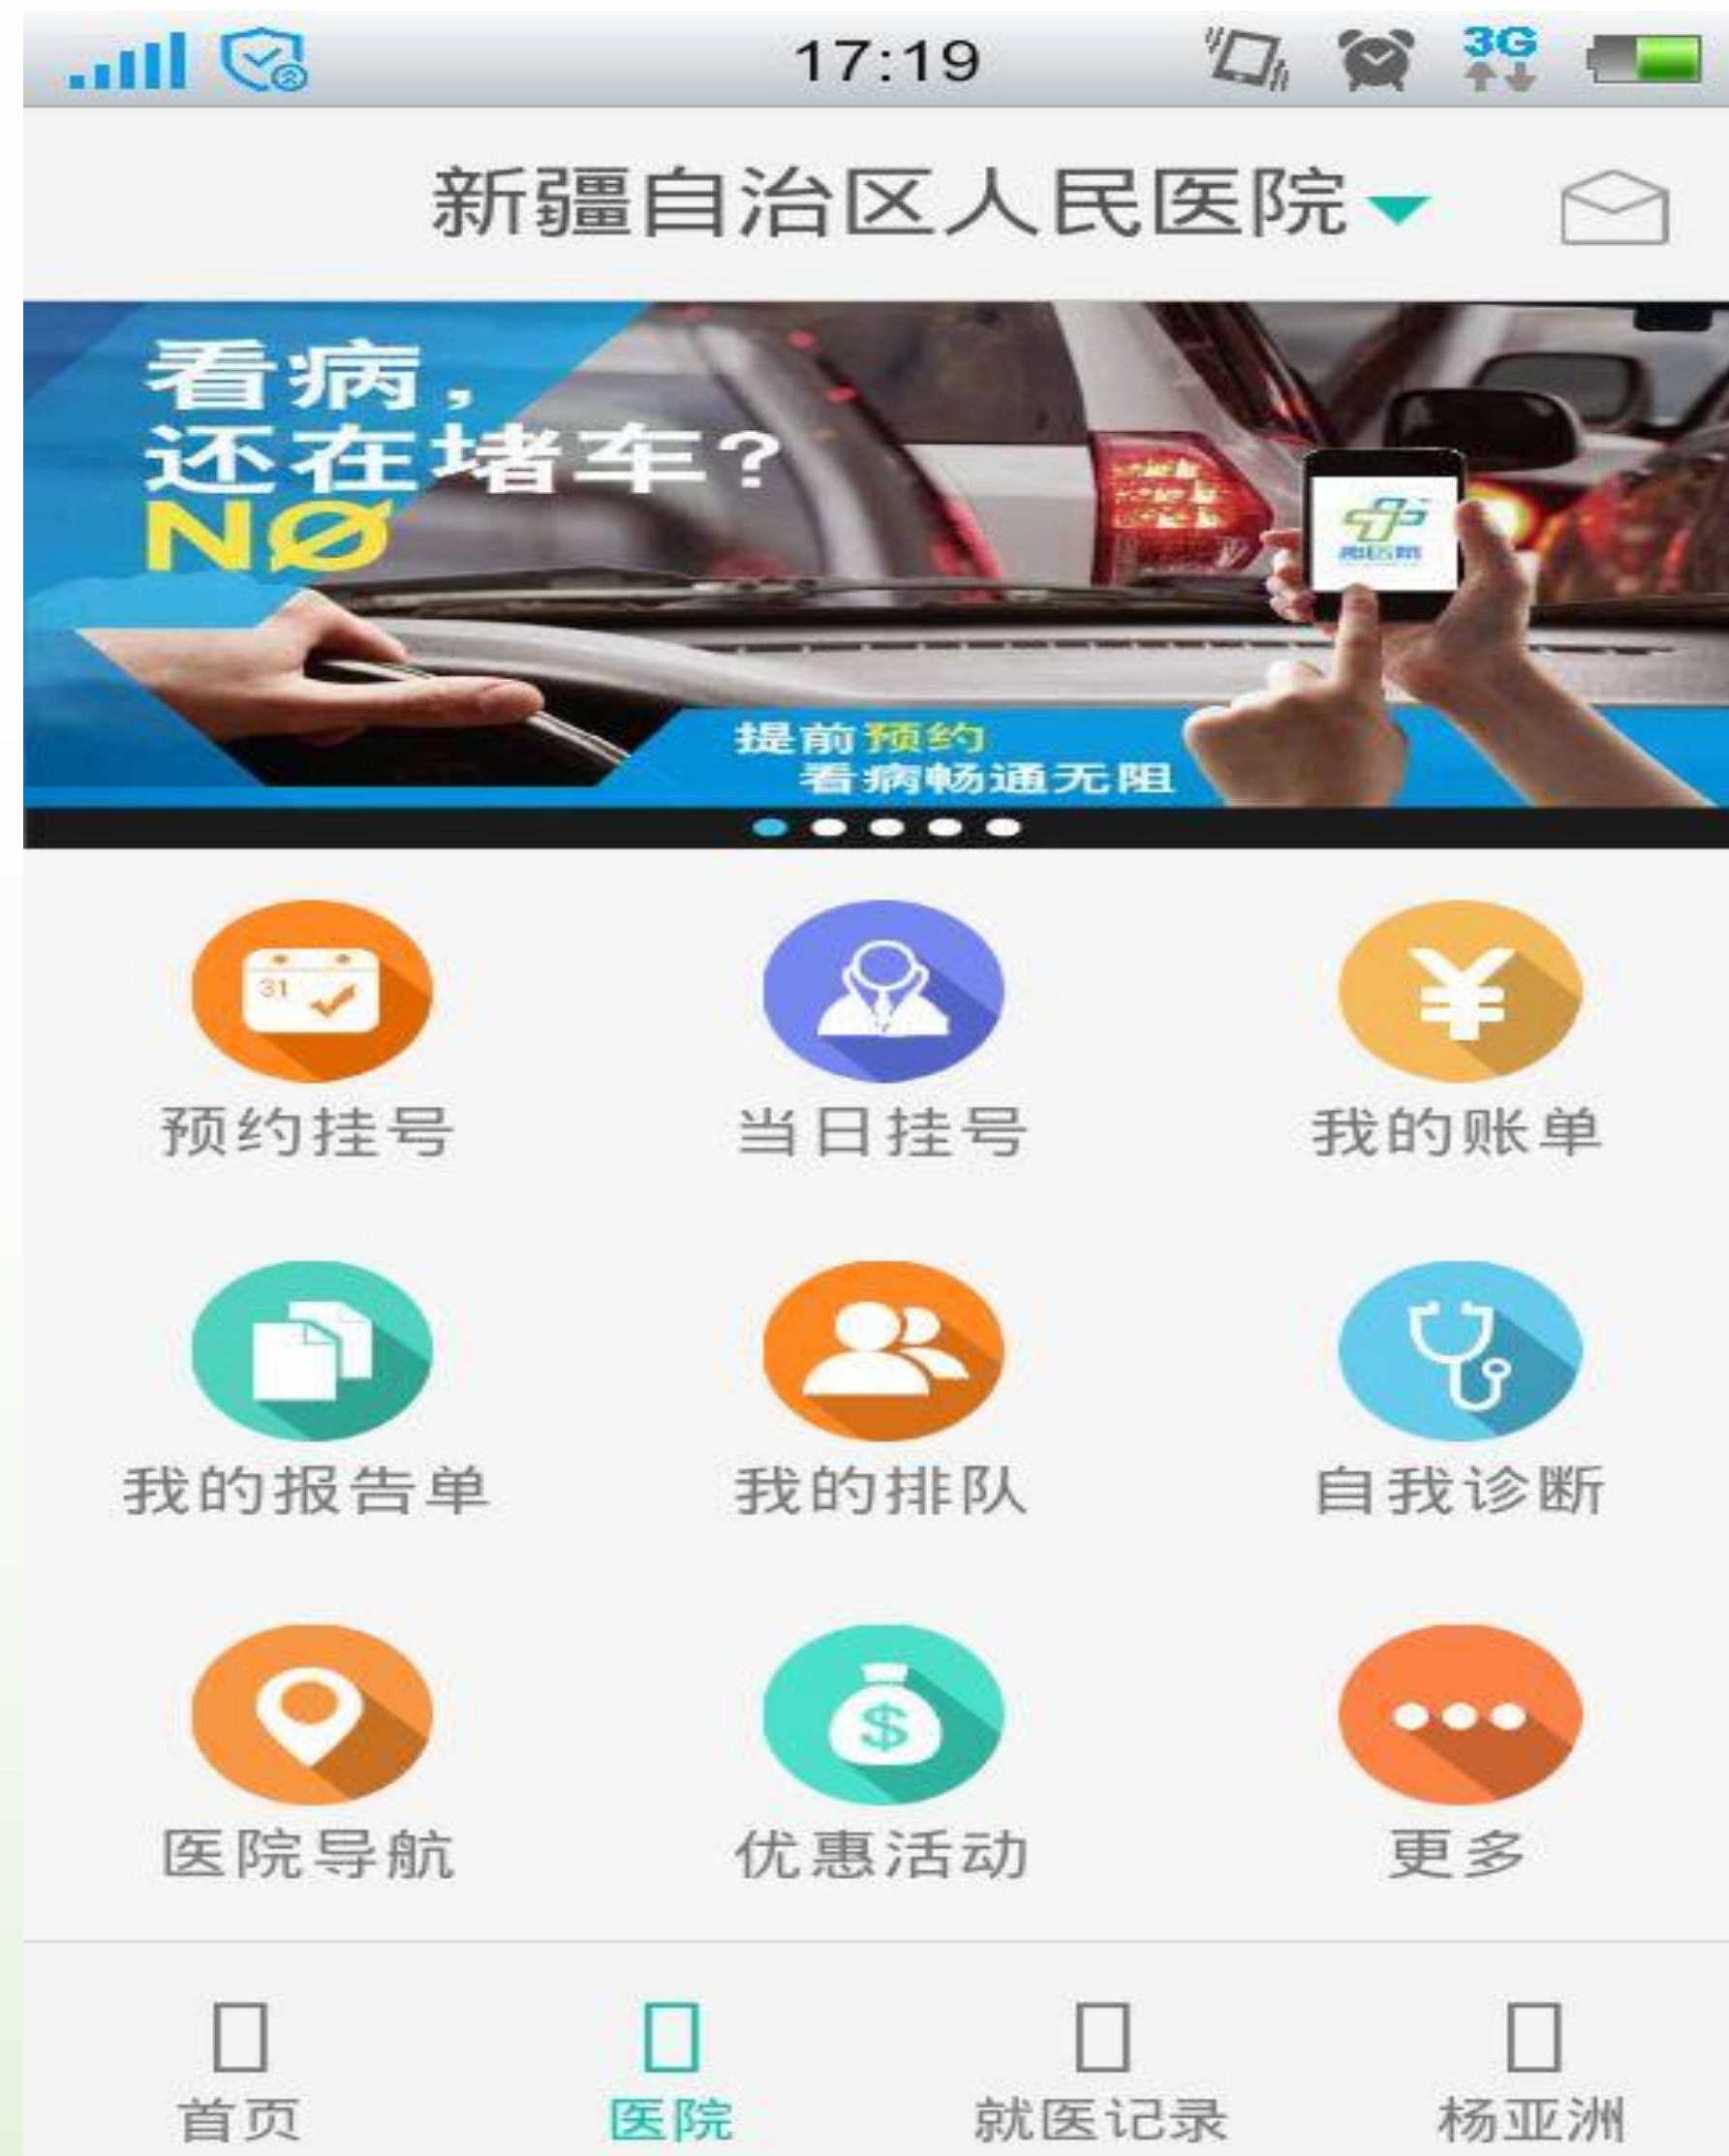 17:19
3G
新疆自治区人民医院
看病，
还在堵车？
NO
提前预约
看病畅通无阻
31
预约挂号
当日挂号
我的账单
我的报告单
我的排队
自我诊断
医院导航
优惠活动
更多
首页
医院
就医记录
杨亚洲